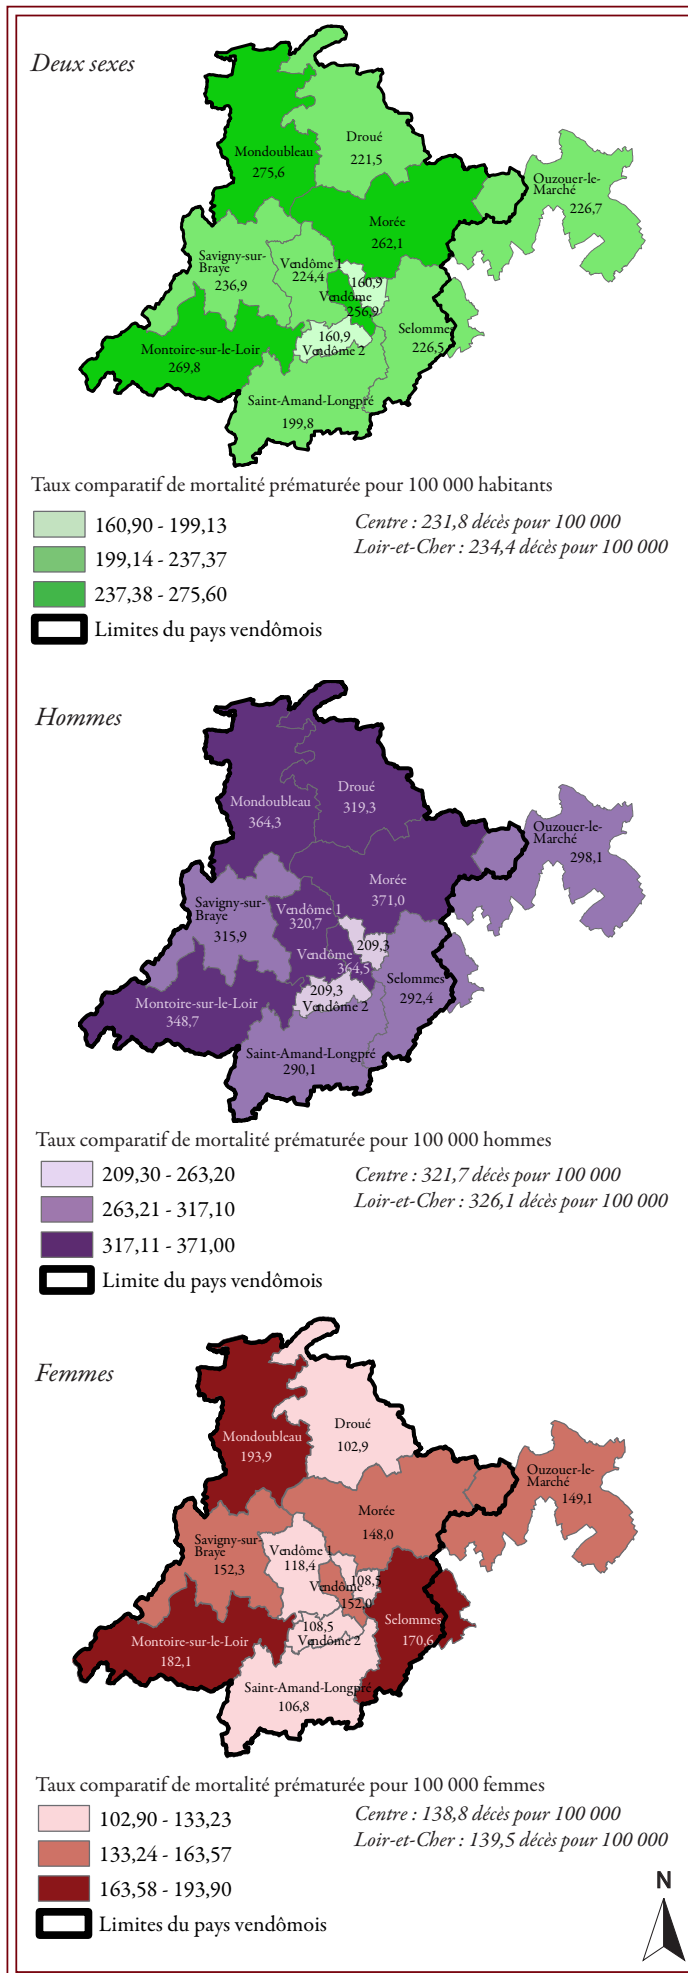 Deux sexes
Mondoubleau
275,6
Droué
221,5
Ouzouer-le-
Marché
226,7
Morée
262,1
Savigny-sur-
Braye
236,9
Vendôme 1
224,4
160,9
Vendôme
256,9
160,9
Vendôme 2
Selommes
226,5
Montoire-sur-le-Loir
269,8
Saint-Amand-Longpré
199,8
Taux comparatif de mortalité prématurée pour 100 000 habitants
160,90 - 199,13
199,14 - 237,37
237,38 - 275,60
Limites du pays vendômois
Centre : 231,8 décès pour 100 000
Loir-et-Cher : 234,4 décès pour 100 000
Hommes
Mondoubleau
364,3
Droué
319,3
Ouzouer-le-
Marché
298,1
Morée
371,0
Savigny-sur-
Braye
315,9
Vendôme 1
320,7
209,3
Vendôme
364,5
209,3
Vendôme 2
Selommes
292,4
Montoire-sur-le-Loir
348,7
Saint-Amand-Longpré
290,1
Taux comparatif de mortalité prématurée pour 100 000 hommes
209,30 - 263,20
263,21 - 317,10
317,11 - 371,00
Limite du pays vendômois
Centre : 321,7 décès pour 100 000
Loir-et-Cher : 326,1 décès pour 100 000
Femmes
Mondoubleau
193,9
Droué
102,9
Ouzouer-le-
Marché
149,1
Morée
148,0
Savigny-sur-
Braye
152,3
Vendôme 1
118,4
108,5
Vendôme
152,0
108,5
Vendôme 2
Selommes
170,6
Montoire-sur-le-Loir
182,1
Saint-Amand-Longpré
106,8
Taux comparatif de mortalité prématurée pour 100 000 femmes
102,90 - 133,23
133,24 - 163,57
163,58 - 193,90
Limites du pays vendômois
Centre : 138,8 décès pour 100 000
Loir-et-Cher : 139,5 décès pour 100 000
N